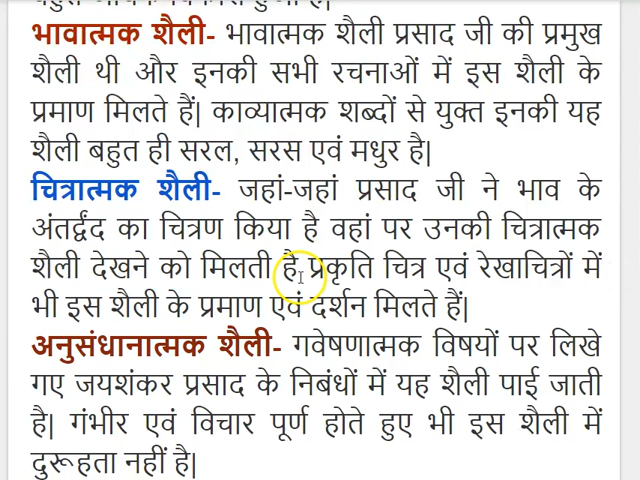 भावात्मक शैली- भावात्मक शैली प्रसाद जी की प्रमुख
शैली थी और इनकी सभी रचनाओं में इस शैली के
प्रमाण मिलते हैं| काव्यात्मक शब्दों से युक्त इनकी यह
शैली बहुत ही सरल, सरस एवं मधुर है|
चित्रात्मक शैली- जहां-जहां प्रसाद जी ने भाव के
अंतर्द्वंद का चित्रण किया है वहां पर उनकी चित्रात्मक
शैली देखने को मिलती है प्रकृति चित्र एवं रेखाचित्रों में
भी इस शैली के प्रमाण एवं दर्शन मिलते हैं|
अनुसंधानात्मक शैली- गवेषणात्मक विषयों पर लिखे
गए जयशंकर प्रसाद के निबंधों में यह शैली पाई जाती
है| गंभीर एवं विचार पूर्ण होते हुए भी इस शैली में
दुरूहता नहीं है|